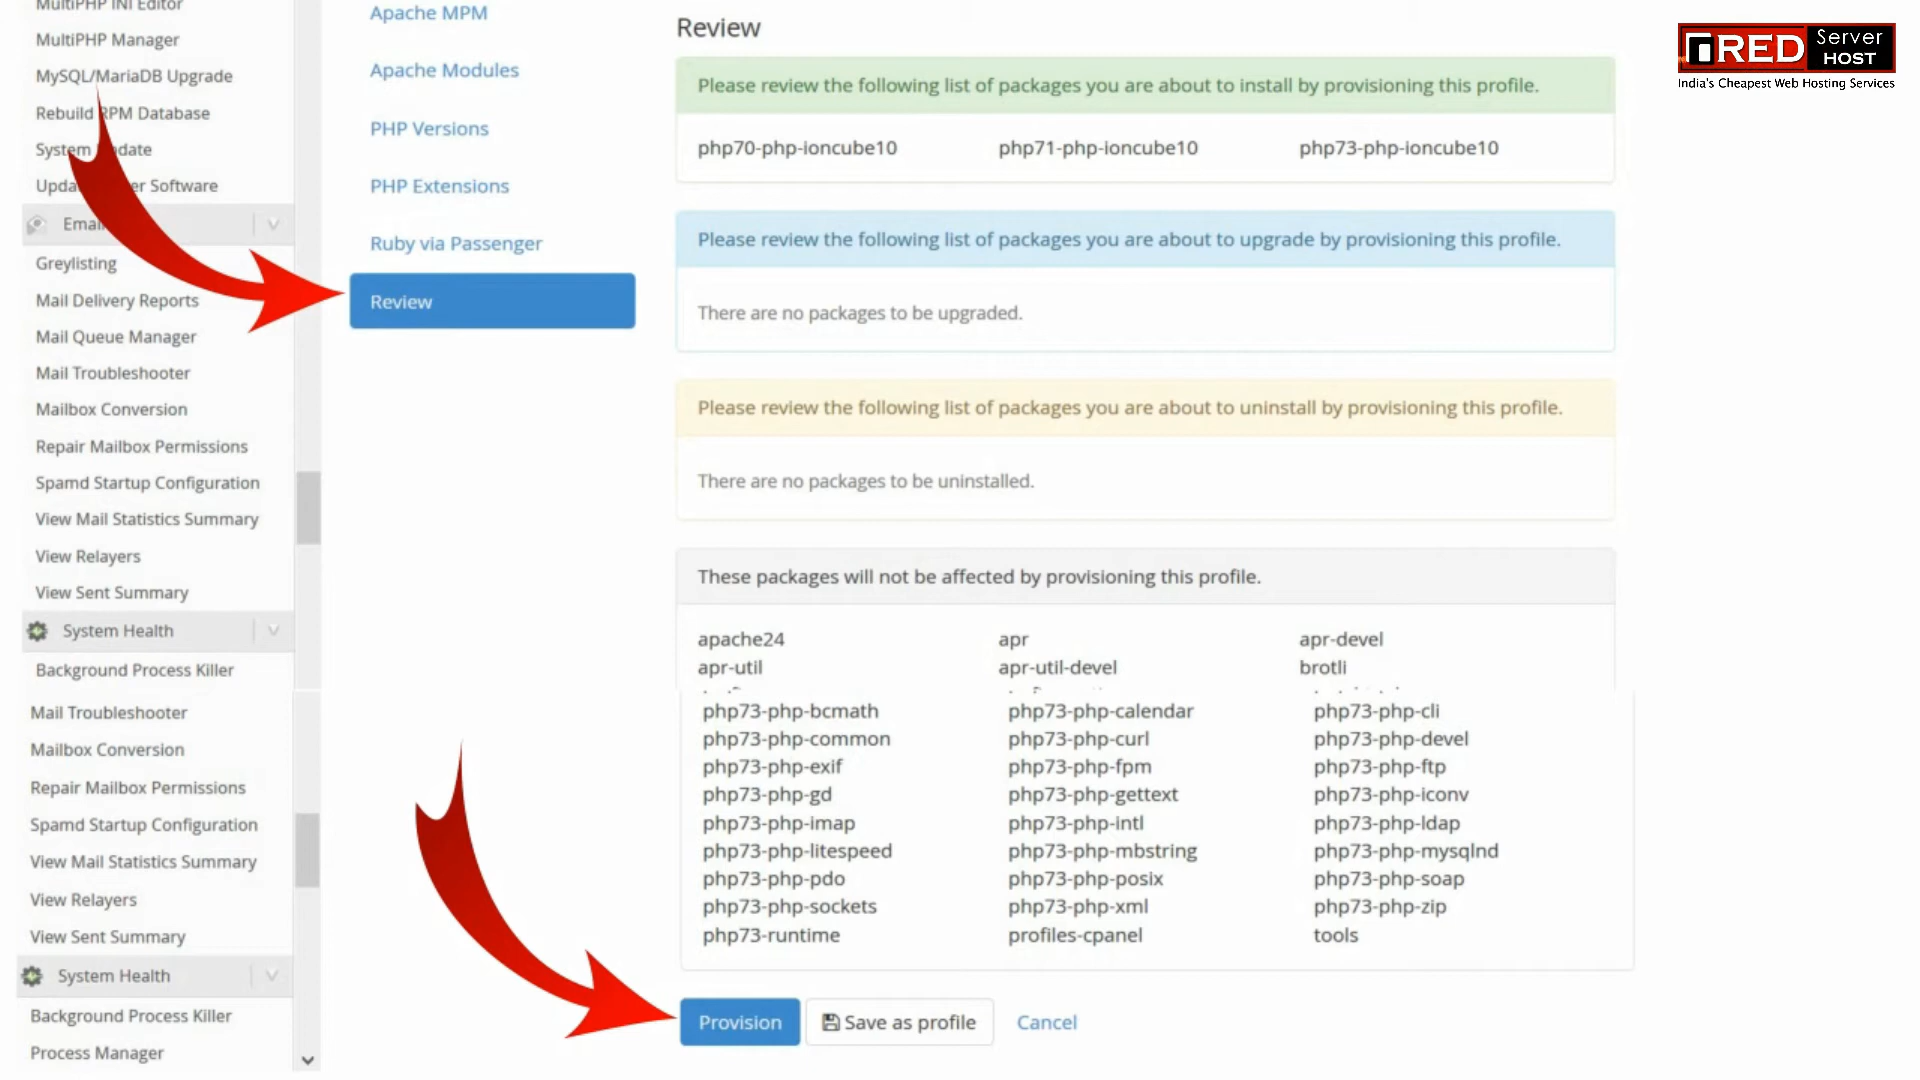 MultiPHP INI Editor
MultiPHP Manager
MySQL/MariaDB Upgrade
Rebuild RPM Database
System Update
Email
Greylisting
Mail Delivery Reports
Mail Queue Manager
Mail Troubleshooter
Mailbox Conversion
Repair Mailbox Permissions
Spamd Startup Configuration
View Mail Statistics Summary
View Relayers
View Sent Summary
System Health
Background Process Killer
Mail Troubleshooter
Mailbox Conversion
Repair Mailbox Permissions
Spamd Startup Configuration
View Mail Statistics Summary
View Relayers
View Sent Summary
System Health
Background Process Killer
Process Manager
Apache MPM
Apache Modules
PHP Versions
PHP Extensions
Ruby via Passenger
Review
Review
Please review the following list of packages you are about to install by provisioning this profile.
php70-php-ioncube10 php71-php-ioncube10 php73-php-ioncube10
Please review the following list of packages you are about to upgrade by provisioning this profile.
There are no packages to be upgraded.
Please review the following list of packages you are about to uninstall by provisioning this profile.
There are no packages to be uninstalled.
These packages will not be affected by provisioning this profile.
apache24 apr apr-devel
apr-util apr-util-devel brotli
php73-php-bcmath php73-php-calendar php73-php-cli
php73-php-common php73-php-curl php73-php-devel
php73-php-exif php73-php-fpm php73-php-ftp
php73-php-gd php73-php-gettext php73-php-iconv
php73-php-imap php73-php-intl php73-php-ldap
php73-php-litespeed php73-php-mbstring php73-php-mysqlnd
php73-php-pdo php73-php-posix php73-php-soap
php73-php-sockets php73-php-xml php73-php-zip
php73-runtime profiles-cpanel tools
Provision Save as profile Cancel
RED Server HOST
India's Cheapest Web Hosting Services